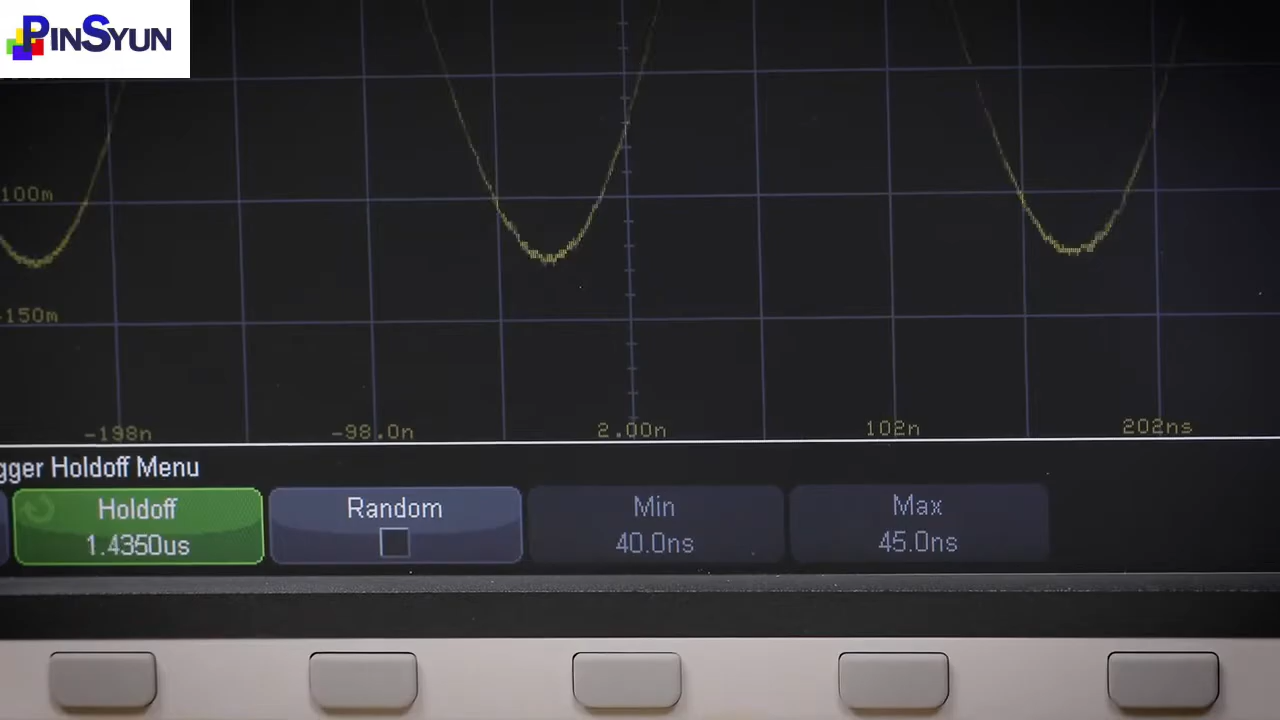 PINSYUN
100m
150m
-198n -98.0n 2.00n 102n 202ns
gger Holdoff Menu
Holdoff Random Min Max
1.4350us 40.0ns 45.0ns